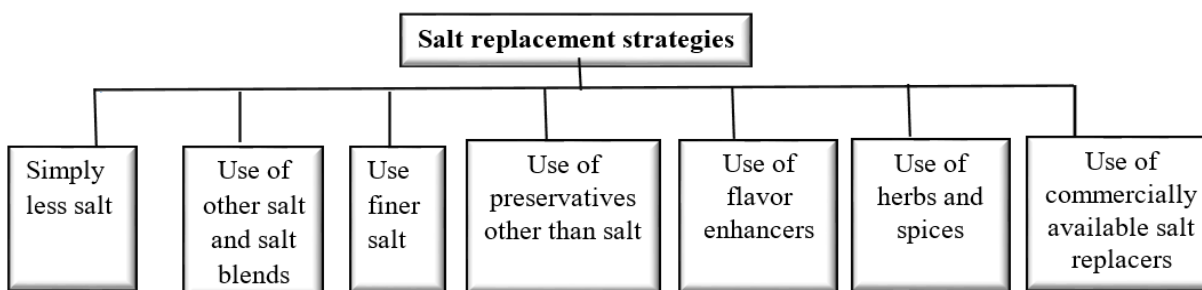 Salt replacement strategies
Simply
less salt
Use of
other salt
and salt
blends
Use
finer
salt
Use of
preservatives
other than salt
Use of
flavor
enhancers
Use of
herbs and
spices
Use of
commercially
available salt
replacers